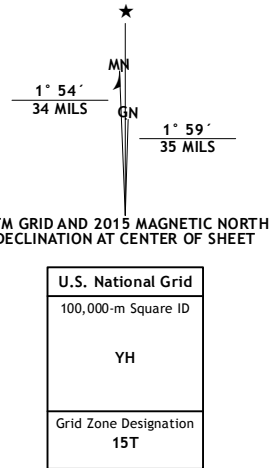 MN
1° 54´
34 MILS
GN
1° 59´
35 MILS
TM GRID AND 2015 MAGNETIC NORTH
DECLINATION AT CENTER OF SHEET
U.S. National Grid
100,000-m Square ID
YH
Grid Zone Designation
15T